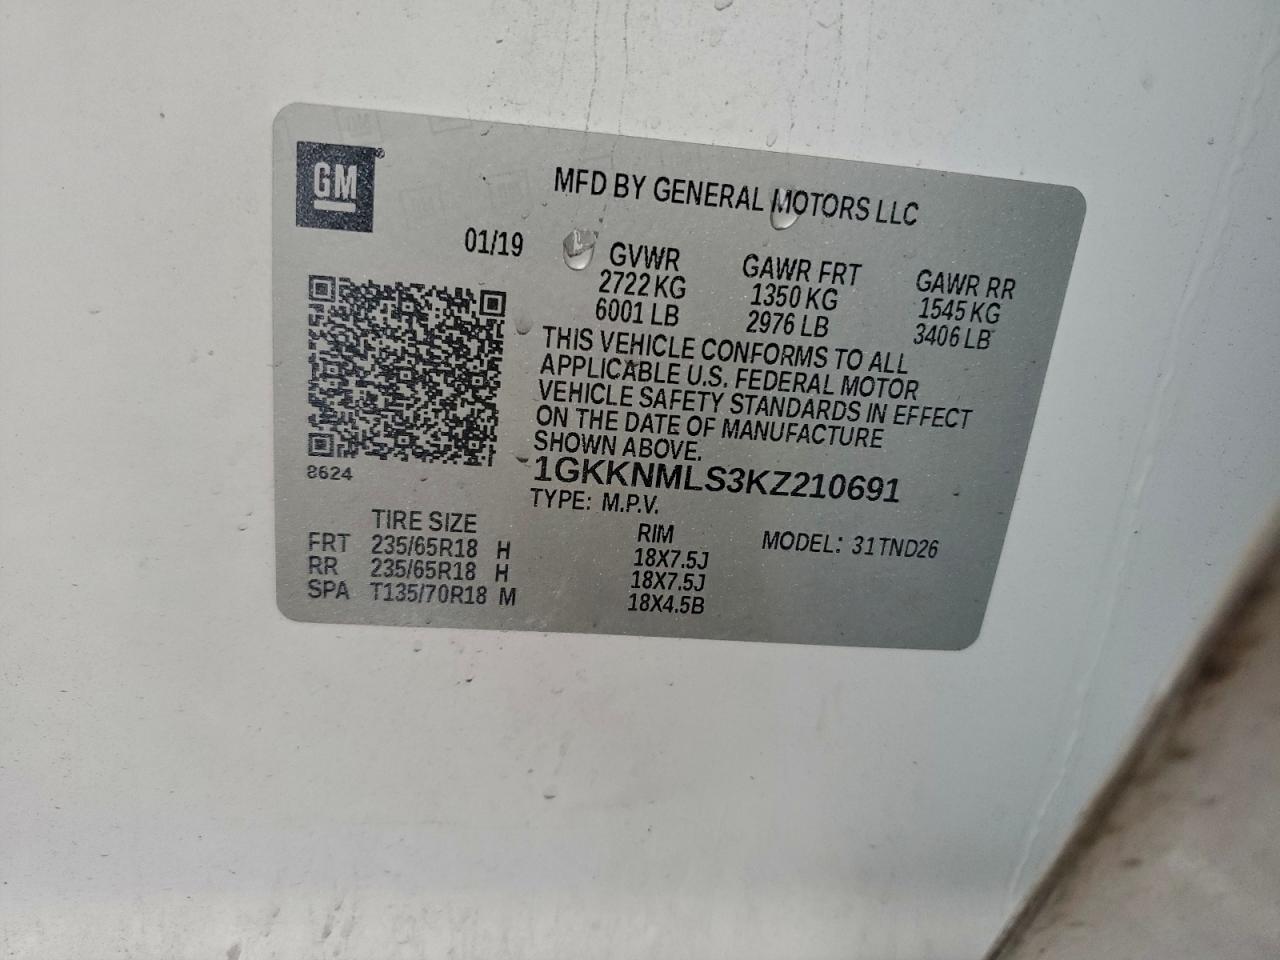 GM
MFD BY GENERAL MOTORS LLC
01/19
GVWR GAWR FRT GAWR RR
2722 KG 1350 KG 1545 KG
6001 LB 2976 LB 3406 LB
THIS VEHICLE CONFORMS TO ALL
APPLICABLE U.S. FEDERAL MOTOR
VEHICLE SAFETY STANDARDS IN EFFECT
ON THE DATE OF MANUFACTURE
SHOWN ABOVE.
8624
1GKKNMLS3KZ210691
TYPE: M.P.V.
TIRE SIZE RIM MODEL: 31TND26
FRT 235/65R18 H 18X7.5J
RR 235/65R18 H 18X7.5J
SPA T135/70R18 M 18X4.5B